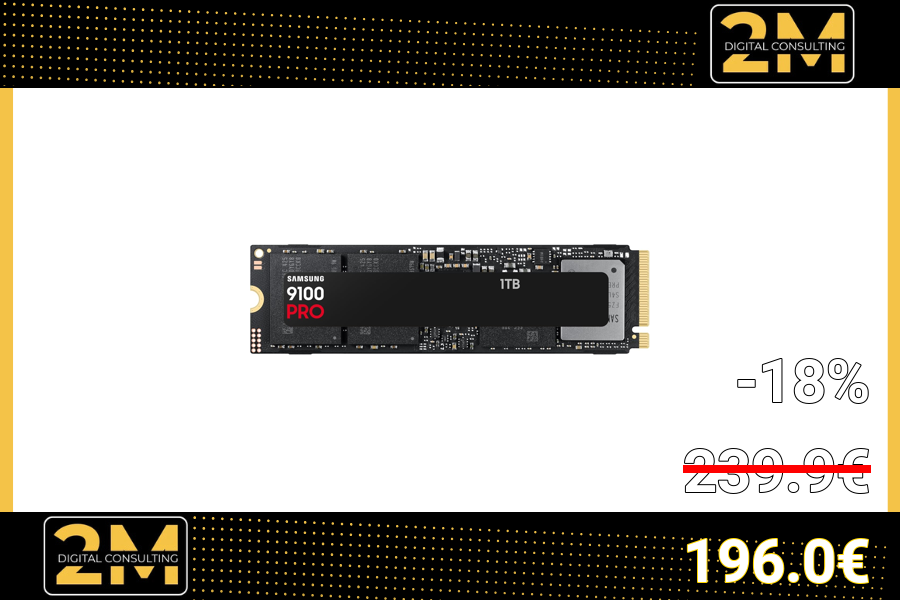 2M
DIGITAL CONSULTING
SAMSUNG
9100
PRO
1TB
-18%
239.9€
2M
DIGITAL CONSULTING
196.0€